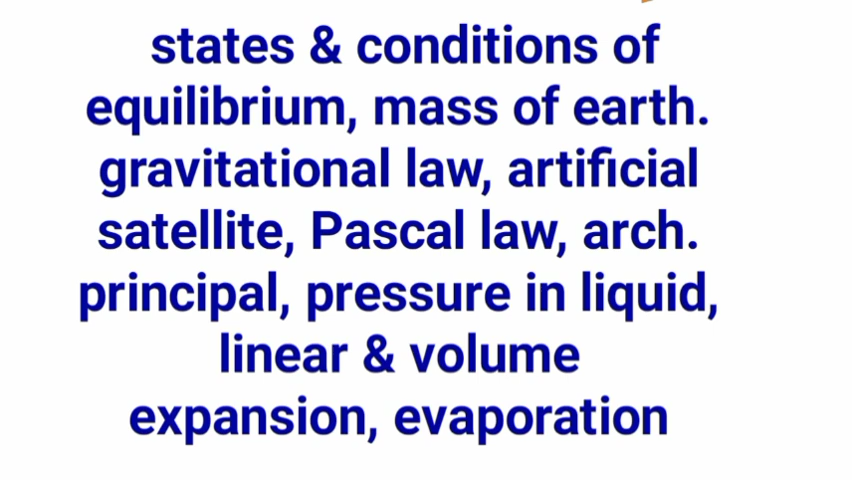 states & conditions of
equilibrium, mass of earth.
gravitational law, artificial
satellite, Pascal law, arch.
principal, pressure in liquid,
linear & volume
expansion, evaporation